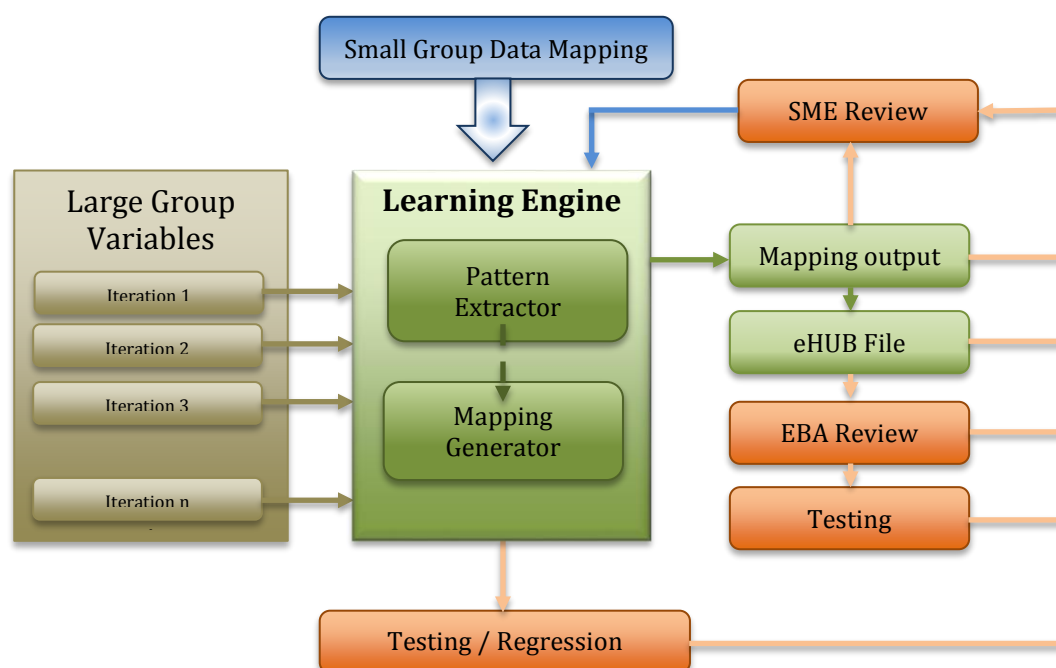 Small Group Data Mapping
SME Review
Large Group
Variables
Learning Engine
Iteration 1
Iteration 2
Iteration 3
Iteration n
Pattern
Extractor
Mapping
Generator
Mapping output
eHUB File
EBA Review
Testing
Testing / Regression